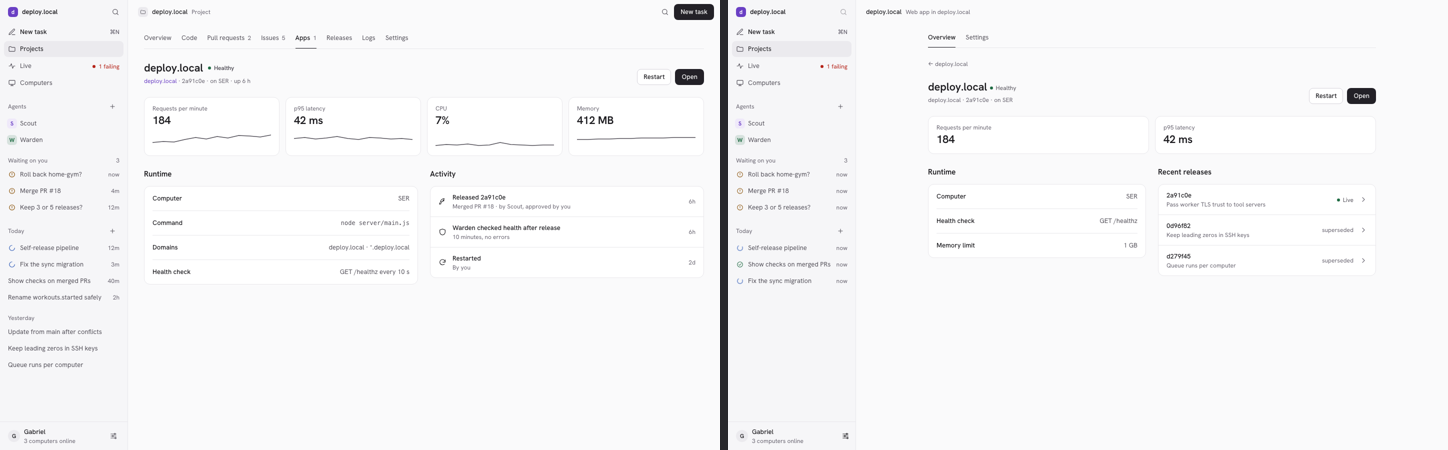 d deploy.local
New task ⌘N
Projects
Live 1 failing
Computers
Agents
S Scout
W Warden
Waiting on you 3
Roll back home-gym? now
Merge PR #18 4m
Keep 3 or 5 releases? 12m
Today
Self-release pipeline 12m
Fix the sync migration 3m
Show checks on merged PRs 40m
Rename workouts.started safely 2h
Yesterday
Update from main after conflicts
Keep leading zeros in SSH keys
Queue runs per computer
G Gabriel
3 computers online
deploy.local Project New task
Overview Code Pull requests 2 Issues 5 Apps 1 Releases Logs Settings
deploy.local Healthy
deploy.local · 2a91c0e · on SER · up 6 h
Restart Open
Requests per minute
184
p95 latency
42 ms
CPU
7%
Memory
412 MB
Runtime
Computer SER
Command node server/main.js
Domains deploy.local · *.deploy.local
Health check GET /healthz every 10 s
Activity
Released 2a91c0e 6h
Merged PR #18 · by Scout, approved by you
Warden checked health after release 6h
10 minutes, no errors
Restarted 2d
By you
d deploy.local
New task ⌘N
Projects
Live 1 failing
Computers
Agents
S Scout
W Warden
Waiting on you 3
Roll back home-gym? now
Merge PR #18 now
Keep 3 or 5 releases? now
Today
Self-release pipeline now
Show checks on merged PRs now
Fix the sync migration now
G Gabriel
3 computers online
deploy.local Web app in deploy.local
Overview Settings
← deploy.local
deploy.local Healthy
deploy.local · 2a91c0e · on SER
Restart Open
Requests per minute
184
p95 latency
42 ms
Runtime
Computer SER
Health check GET /healthz
Memory limit 1 GB
Recent releases
2a91c0e Live
Pass worker TLS trust to tool servers
0d96f82 superseded
Keep leading zeros in SSH keys
d279f45 superseded
Queue runs per computer